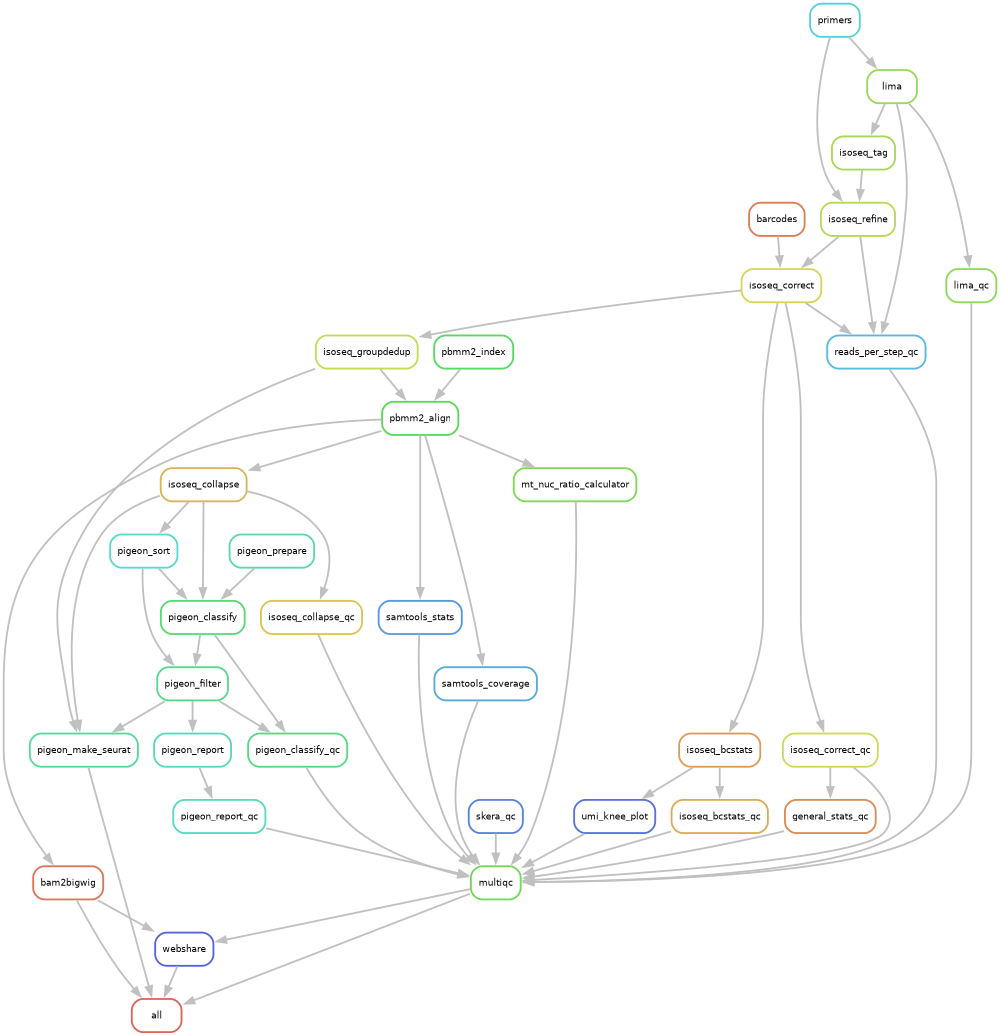 primers
lima
isoseq_tag
barcodes
isoseq_refine
isoseq_correct
lima_qc
isoseq_groupdedup
pbmm2_index
reads_per_step_qc
pbmm2_align
isoseq_collapse
mt_nuc_ratio_calculator
pigeon_sort
pigeon_prepare
pigeon_classify
isoseq_collapse_qc
samtools_stats
pigeon_filter
samtools_coverage
pigeon_make_seurat
pigeon_report
pigeon_classify_qc
isoseq_bcstats
isoseq_correct_qc
pigeon_report_qc
skera_qc
umi_knee_plot
isoseq_bcstats_qc
general_stats_qc
bam2bigwig
multiqc
webshare
all